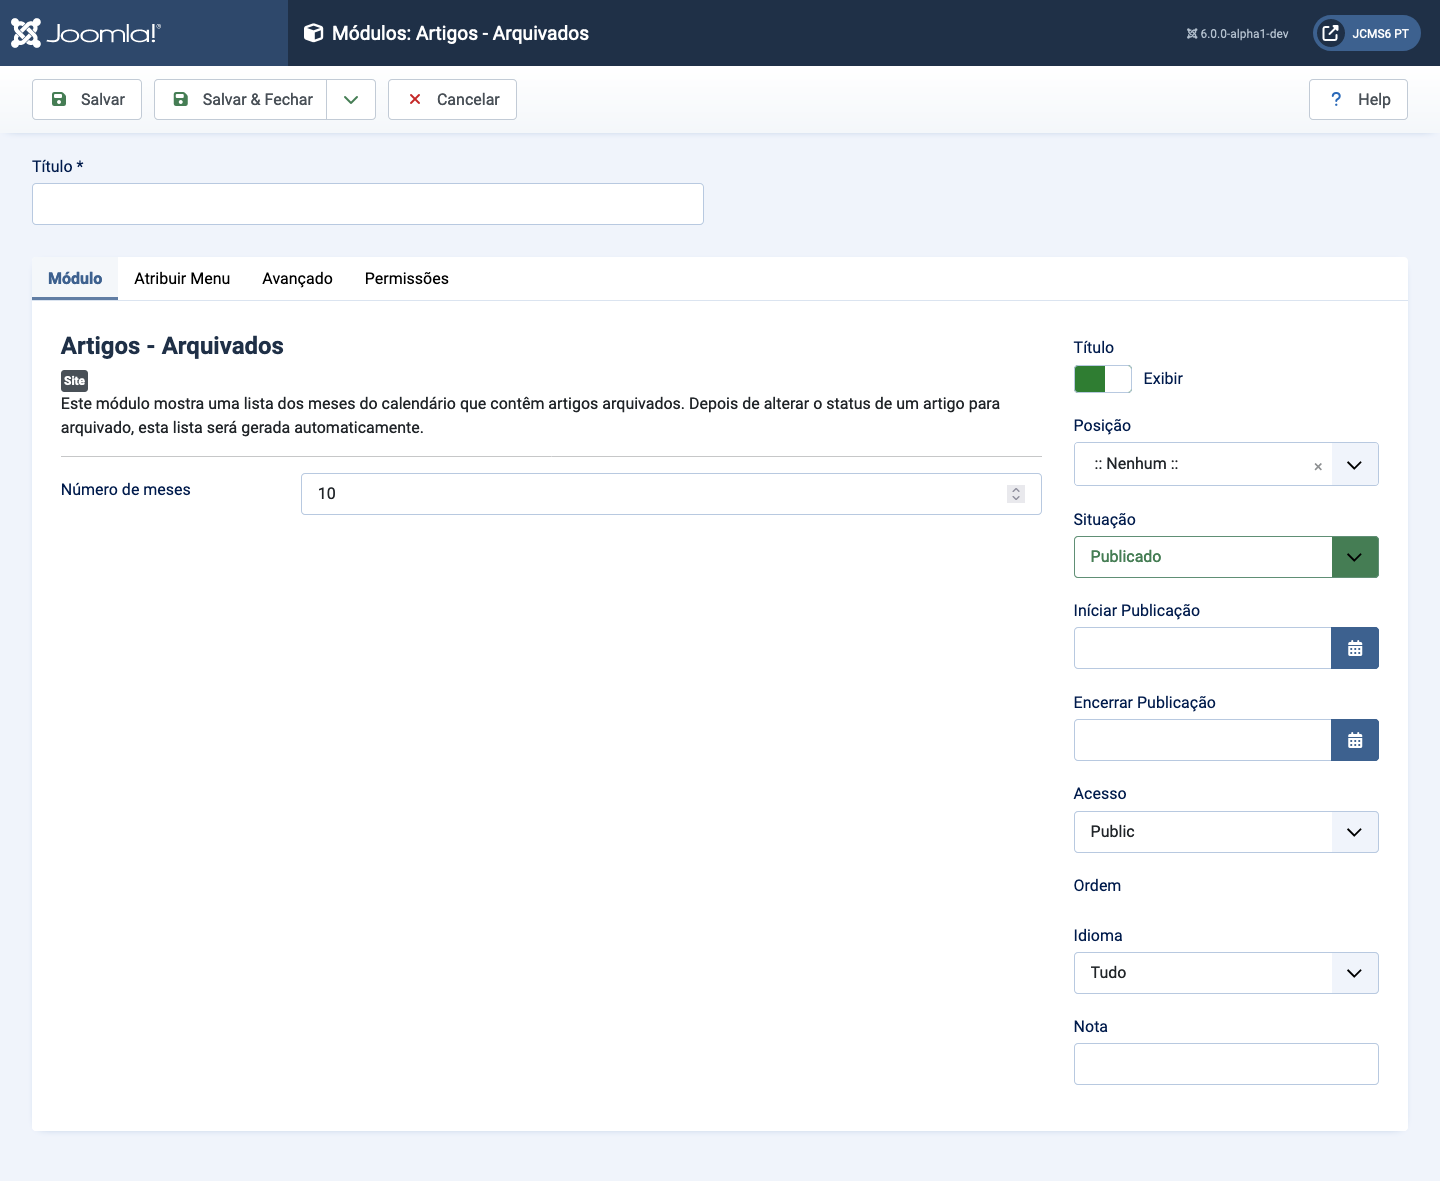 Joomla!®
Módulos: Artigos - Arquivados
6.0.0-alpha1-dev
JCMS6 PT
Salvar
Salvar & Fechar
Cancelar
? Help
Título *
Módulo
Atribuir Menu
Avançado
Permissões
Artigos - Arquivados
Site
Este módulo mostra uma lista dos meses do calendário que contêm artigos arquivados. Depois de alterar o status de um artigo para
arquivado, esta lista será gerada automaticamente.
Número de meses
10
Título
Exibir
Posição
:: Nenhum ::
×
Situação
Publicado
Iníciar Publicação
Encerrar Publicação
Acesso
Public
Ordem
Idioma
Tudo
Nota